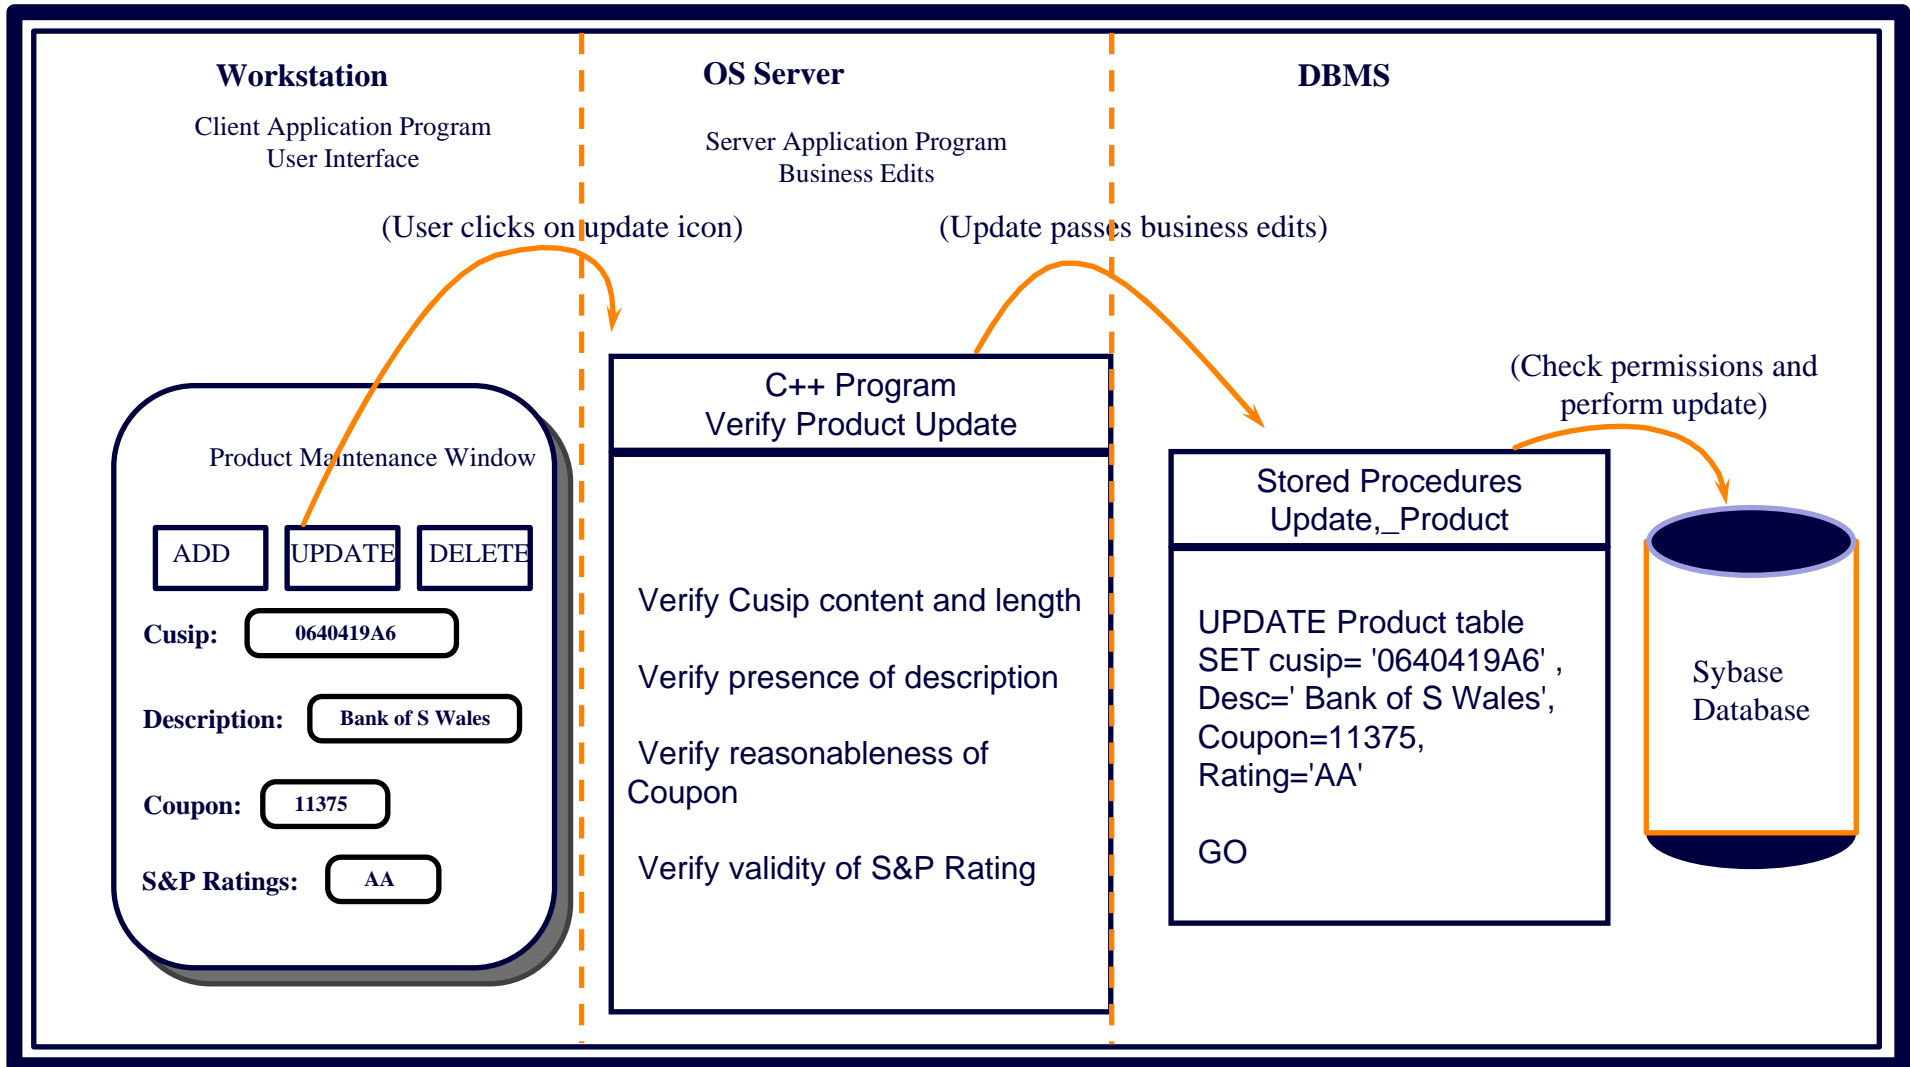 Workstation
Client Application Program
User Interface
OS Server
Server Application Program
Business Edits
DBMS
(User clicks on update icon)
(Update passes business edits)
(Check permissions and
perform update)
Product Maintenance Window
ADD
UPDATE
DELETE
Cusip:
0640419A6
Description:
Bank of S Wales
Coupon:
11375
S&P Ratings:
AA
C++ Program
Verify Product Update
Verify Cusip content and length
Verify presence of description
Verify reasonableness of
Coupon
Verify validity of S&P Rating
Stored Procedures
Update,_Product
UPDATE Product table
SET cusip= '0640419A6' ,
Desc=' Bank of S Wales',
Coupon=11375,
Rating='AA'
GO
Sybase
Database